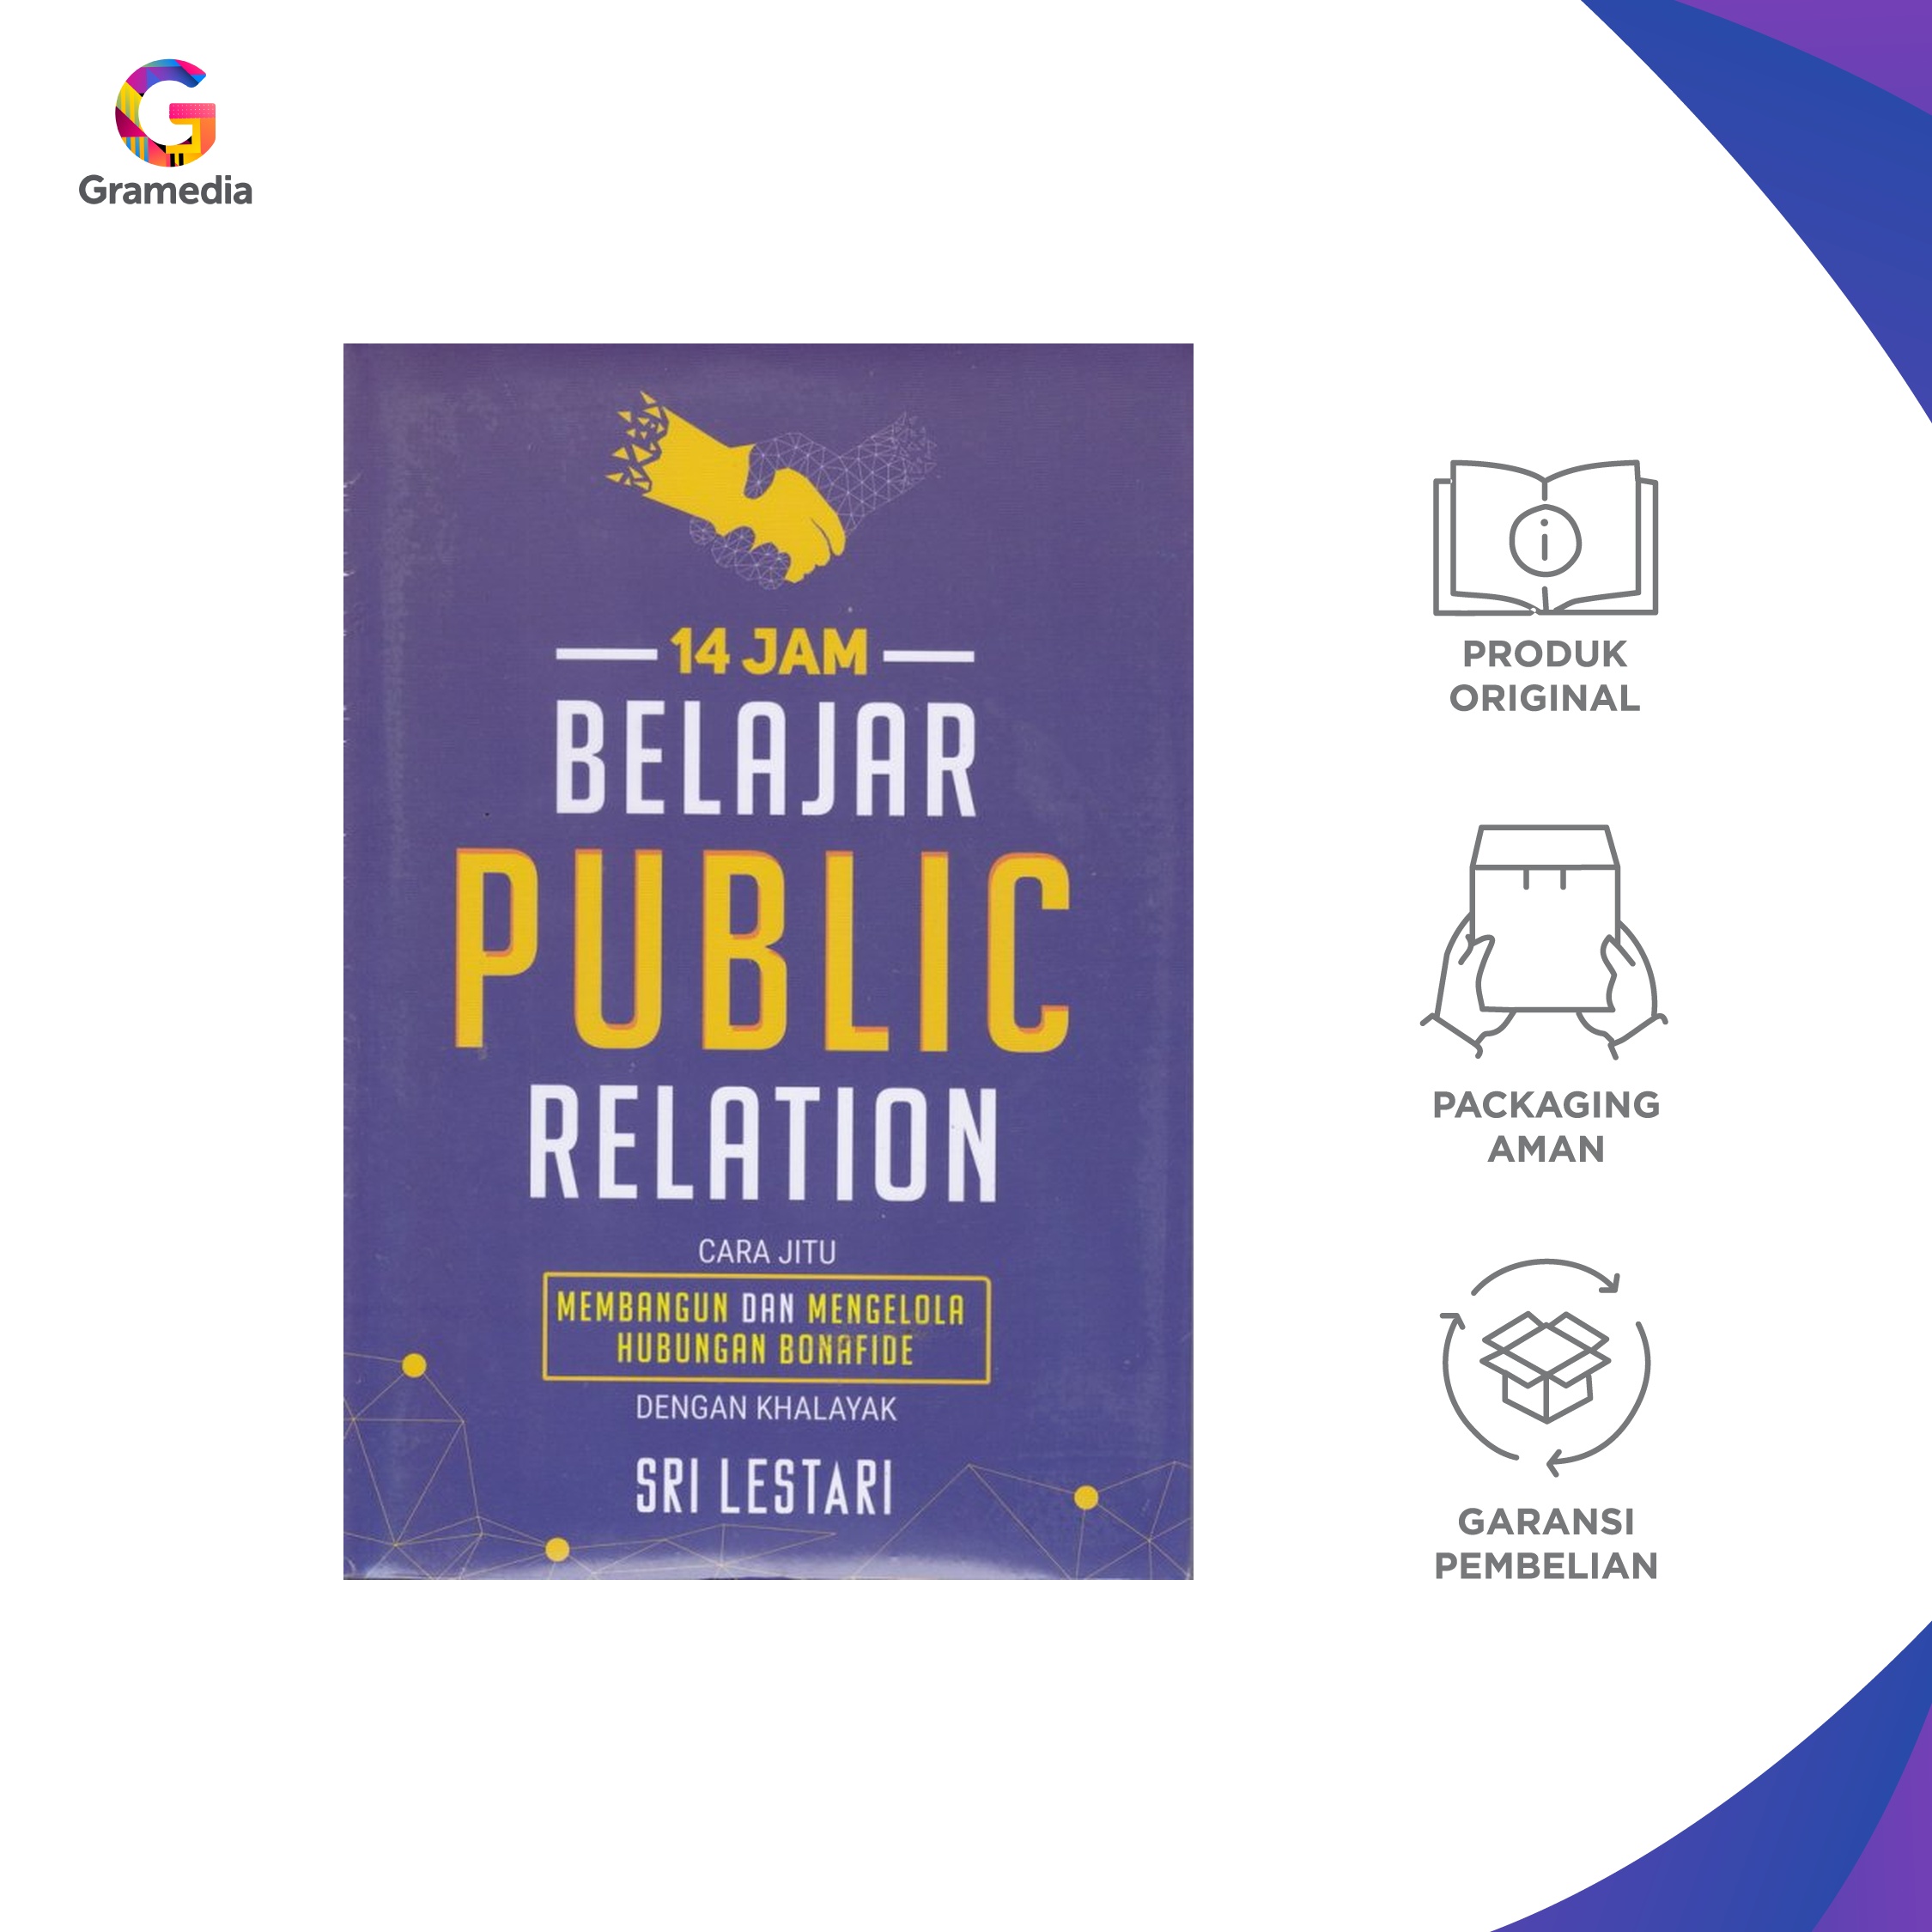 Gramedia
14 JAM
BELAJAR
PUBLIC
RELATION
CARA JITU
MEMBANGUN DAN MENGELOLA
HUBUNGAN BONAFIDE
DENGAN KHALAYAK
SRI LESTARI
PRODUK
ORIGINAL
PACKAGING
AMAN
GARANSI
PEMBELIAN